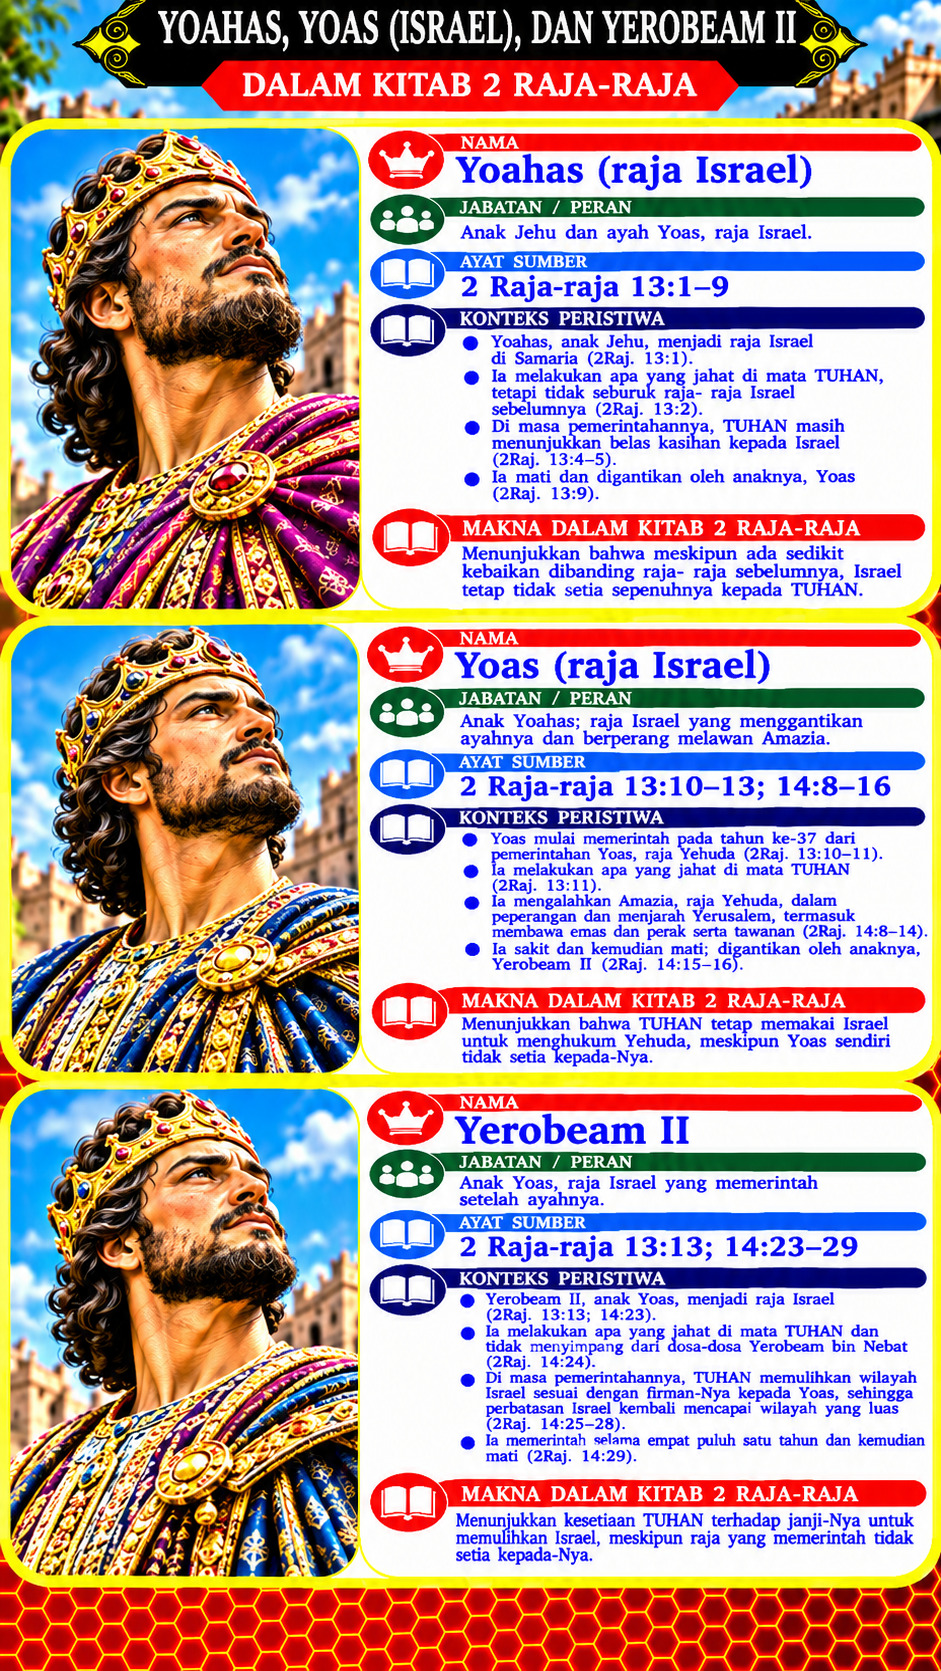 YOAHAS, YOAS (ISRAEL), DAN YEROBEAM II
DALAM KITAB 2 RAJA-RAJA
NAMA
Yoahas (raja Israel)
JABATAN / PERAN
Anak Jehu dan ayah Yoas, raja Israel.
AYAT SUMBER
2 Raja-raja 13:1–9
KONTEKS PERISTIWA
● Yoahas, anak Jehu, menjadi raja Israel
di Samaria (2Raj. 13:1).
● Ia melakukan apa yang jahat di mata TUHAN,
tetapi tidak seburuk raja- raja Israel
sebelumnya (2Raj. 13:2).
● Di masa pemerintahannya, TUHAN masih
menunjukkan belas kasihan kepada Israel
(2Raj. 13:4–5).
● Ia mati dan digantikan oleh anaknya, Yoas
(2Raj. 13:9).
MAKNA DALAM KITAB 2 RAJA-RAJA
Menunjukkan bahwa meskipun ada sedikit
kebaikan dibanding raja- raja sebelumnya, Israel
tetap tidak setia sepenuhnya kepada TUHAN.
NAMA
Yoas (raja Israel)
JABATAN / PERAN
Anak Yoahas; raja Israel yang menggantikan
ayahnya dan berperang melawan Amazia.
AYAT SUMBER
2 Raja-raja 13:10–13; 14:8–16
KONTEKS PERISTIWA
● Yoas mulai memerintah pada tahun ke-37 dari
pemerintahan Yoas, raja Yehuda (2Raj. 13:10–11).
● Ia melakukan apa yang jahat di mata TUHAN
(2Raj. 13:11).
● Ia mengalahkan Amazia, raja Yehuda, dalam
peperangan dan menjarah Yerusalem, termasuk
membawa emas dan perak serta tawanan (2Raj. 14:8–14).
● Ia sakit dan kemudian mati; digantikan oleh anaknya,
Yerobeam II (2Raj. 14:15–16).
MAKNA DALAM KITAB 2 RAJA-RAJA
Menunjukkan bahwa TUHAN tetap memakai Israel
untuk menghukum Yehuda, meskipun Yoas sendiri
tidak setia kepada-Nya.
NAMA
Yerobeam II
JABATAN / PERAN
Anak Yoas, raja Israel yang memerintah
setelah ayahnya.
AYAT SUMBER
2 Raja-raja 13:13; 14:23–29
KONTEKS PERISTIWA
● Yerobeam II, anak Yoas, menjadi raja Israel
(2Raj. 13:13; 14:23).
● Ia melakukan apa yang jahat di mata TUHAN dan
tidak menyimpang dari dosa-dosa Yerobeam bin Nebat
(2Raj. 14:24).
● Di masa pemerintahannya, TUHAN memulihkan wilayah
Israel sesuai dengan firman-Nya kepada Yoas, sehingga
perbatasan Israel kembali mencapai wilayah yang luas
(2Raj. 14:25–28).
● Ia memerintah selama empat puluh satu tahun dan kemudian
mati (2Raj. 14:29).
MAKNA DALAM KITAB 2 RAJA-RAJA
Menunjukkan kesetiaan TUHAN terhadap janji-Nya untuk
memulihkan Israel, meskipun raja yang memerintah tidak
setia kepada-Nya.